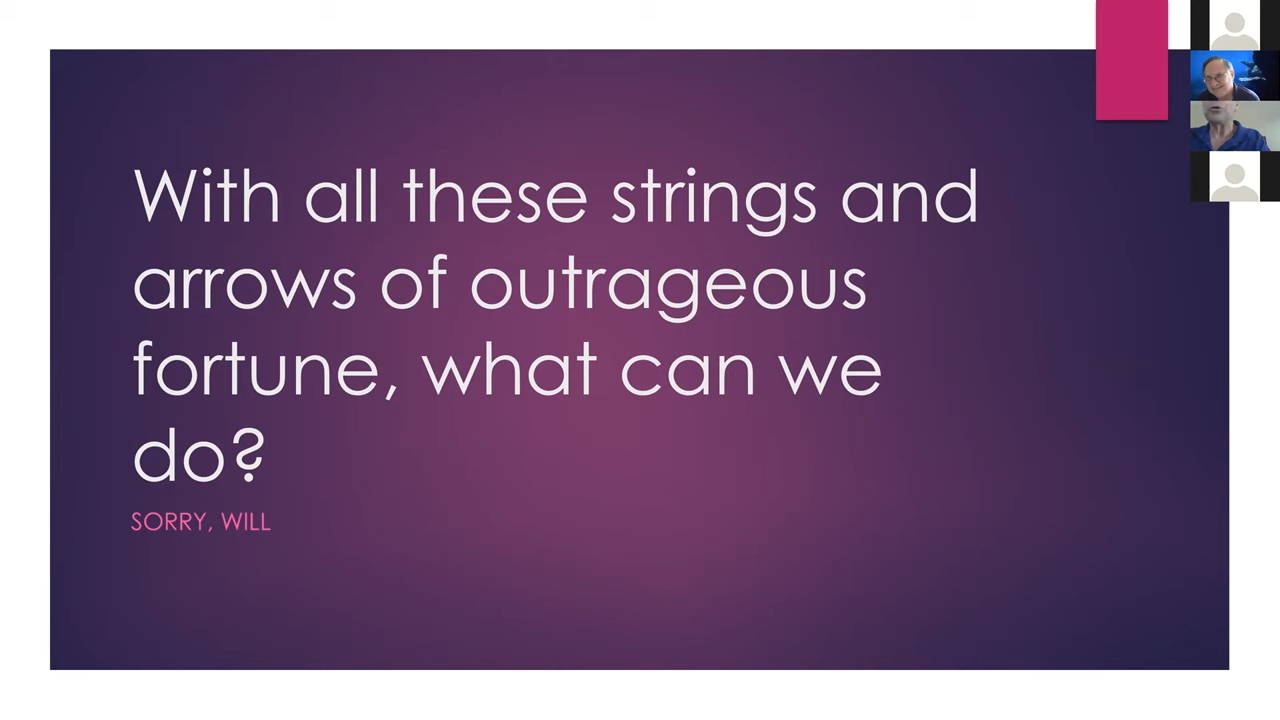 With all these strings and
arrows of outrageous
fortune, what can we
do?
SORRY, WILL